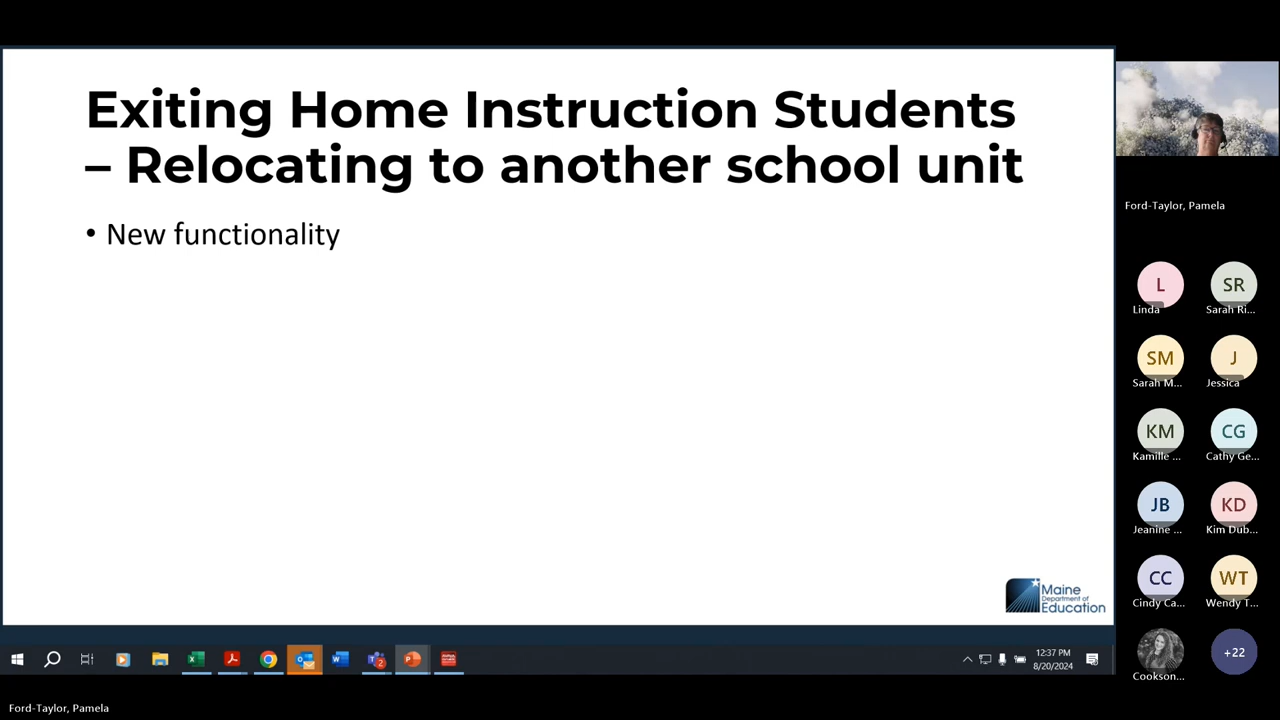 Exiting Home Instruction Students
– Relocating to another school unit
• New functionality
Maine
Department of
Education
12:37 PM
8/20/2024
Ford-Taylor, Pamela
L
SR
Linda
Sarah Ri...
SM
J
Sarah M...
Jessica
KM
CG
Kamille ...
Cathy Ge...
JB
KD
Jeanine ...
Kim Dub...
CC
WT
Cindy Ca...
Wendy T...
+22
Cookson...
Ford-Taylor, Pamela